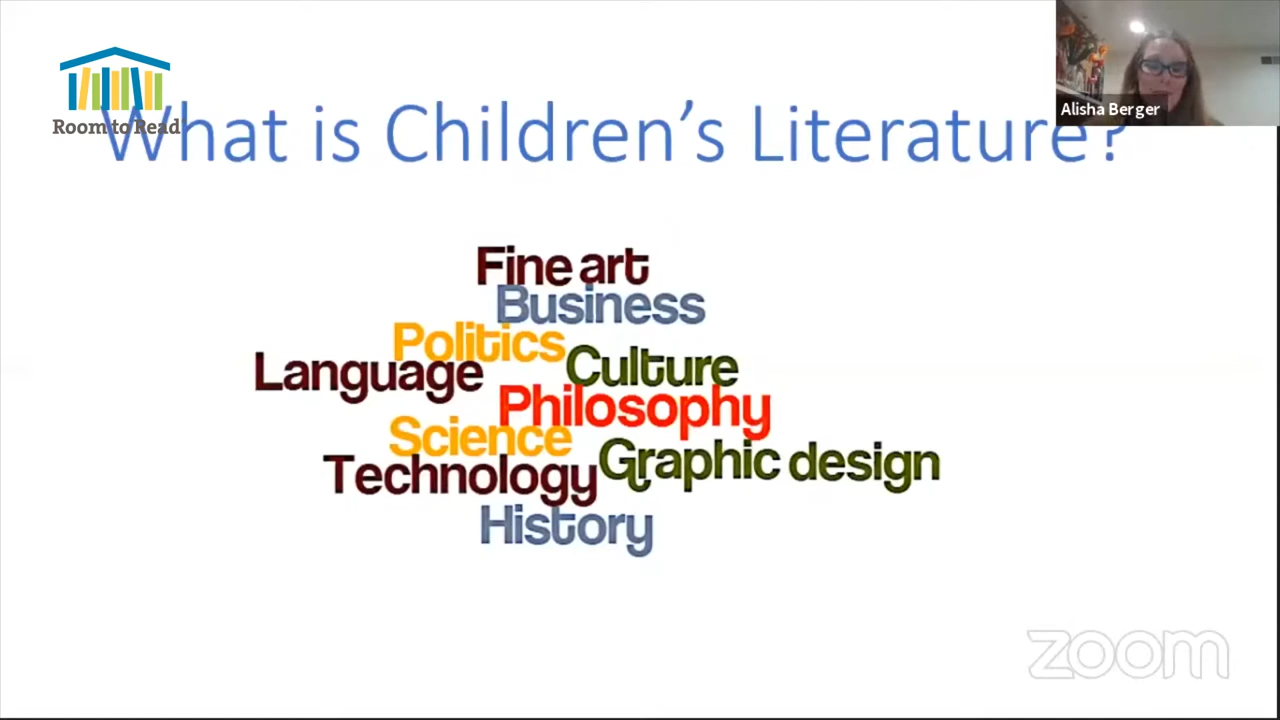 Room to Read
What is Children's Literature?
Alisha Berger
Fine art
Business
Politics
Culture
Language
Philosophy
Science
Graphic design
Technology
History
zoom